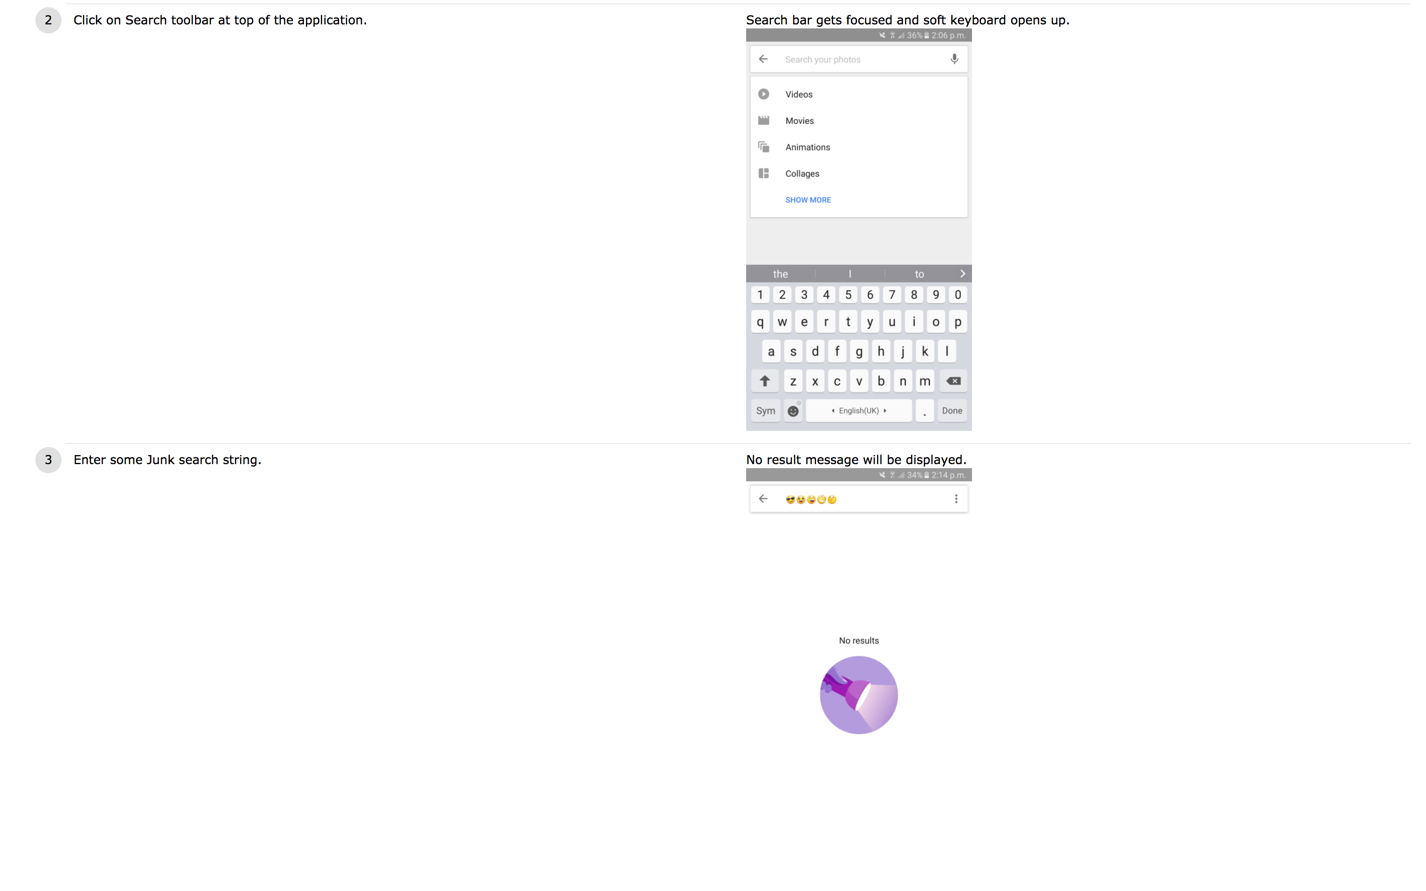 2 Click on Search toolbar at top of the application.
Search bar gets focused and soft keyboard opens up.
36% 2:06 p.m.
Search your photos
Videos
Movies
Animations
Collages
SHOW MORE
the I to
1 2 3 4 5 6 7 8 9 0
q w e r t y u i o p
a s d f g h j k l
z x c v b n m
Sym English(UK) . Done
3 Enter some Junk search string.
No result message will be displayed.
34% 2:14 p.m.
No results